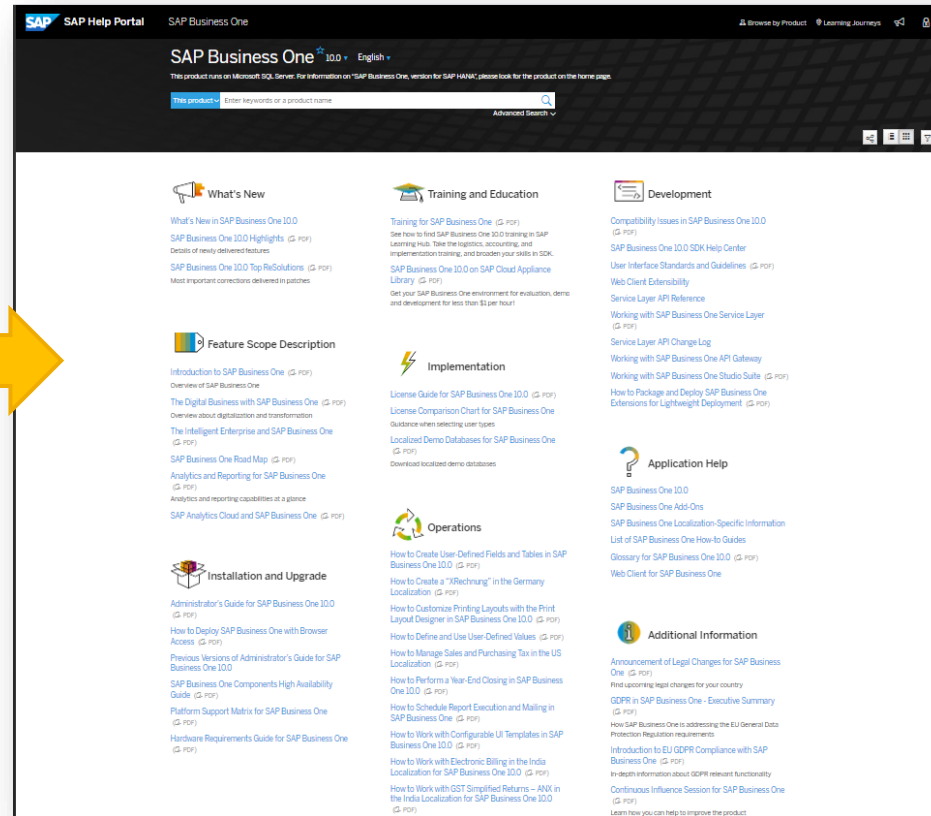 SAP SAP Help Portal SAP Business One
Browse by Product Learning Journeys
SAP Business One 10.0 English
This product runs on Microsoft SQL Server. For information on "SAP Business One, version for SAP HANA", please look for the product on the home page.
This product Enter keywords or a product name
Advanced Search
What's New
What's New in SAP Business One 10.0
SAP Business One 10.0 Highlights (PDF)
Details of newly delivered features
SAP Business One 10.0 Top ReSolutions (PDF)
Most important corrections delivered in patches
Feature Scope Description
Introduction to SAP Business One (PDF)
Overview of SAP Business One
The Digital Business with SAP Business One (PDF)
Overview about digitalization and transformation
The Intelligent Enterprise and SAP Business One
(PDF)
SAP Business One Road Map (PDF)
Analytics and Reporting for SAP Business One
(PDF)
Analytics and reporting capabilities at a glance
SAP Analytics Cloud and SAP Business One (PDF)
Installation and Upgrade
Administrator's Guide for SAP Business One 10.0
(PDF)
How to Deploy SAP Business One with Browser
Access (PDF)
Previous Versions of Administrator's Guide for SAP
Business One 10.0
SAP Business One Components High Availability
Guide (PDF)
Platform Support Matrix for SAP Business One
(PDF)
Hardware Requirements Guide for SAP Business One
(PDF)
Training and Education
Training for SAP Business One (PDF)
See how to find SAP Business One 10.0 training in SAP
Learning Hub. Take the logistics, accounting, and
implementation training, and broaden your skills in SDK.
SAP Business One 10.0 on SAP Cloud Appliance
Library (PDF)
Get your SAP Business One environment for evaluation, demo
and development for less than $1 per hour!
Implementation
License Guide for SAP Business One 10.0 (PDF)
License Comparison Chart for SAP Business One
Guidance when selecting user types
Localized Demo Databases for SAP Business One
(PDF)
Download localized demo databases
Operations
How to Create User-Defined Fields and Tables in SAP
Business One 10.0 (PDF)
How to Create a "XRechnung" in the Germany
Localization (PDF)
How to Customize Printing Layouts with the Print
Layout Designer in SAP Business One 10.0 (PDF)
How to Define and Use User-Defined Values (PDF)
How to Manage Sales and Purchasing Tax in the US
Localization (PDF)
How to Perform a Year-End Closing in SAP Business
One 10.0 (PDF)
How to Schedule Report Execution and Mailing in
SAP Business One (PDF)
How to Work with Configurable UI Templates in SAP
Business One 10.0 (PDF)
How to Work with Electronic Billing in the India
Localization for SAP Business One 10.0 (PDF)
How to Work with GST Simplified Returns – ANX in
the India Localization for SAP Business One 10.0
(PDF)
Development
Compatibility Issues in SAP Business One 10.0
(PDF)
SAP Business One 10.0 SDK Help Center
User Interface Standards and Guidelines (PDF)
Web Client Extensibility
Service Layer API Reference
Working with SAP Business One Service Layer
(PDF)
Service Layer API Change Log
Working with SAP Business One API Gateway
Working with SAP Business One Studio Suite (PDF)
How to Package and Deploy SAP Business One
Extensions for Lightweight Deployment (PDF)
Application Help
SAP Business One 10.0
SAP Business One Add-Ons
SAP Business One Localization-Specific Information
List of SAP Business One How-to Guides
Glossary for SAP Business One 10.0 (PDF)
Web Client for SAP Business One
Additional Information
Announcement of Legal Changes for SAP Business
One (PDF)
Find upcoming legal changes for your country
GDPR in SAP Business One - Executive Summary
(PDF)
How SAP Business One is addressing the EU General Data
Protection Regulation requirements
Introduction to EU GDPR Compliance with SAP
Business One (PDF)
In-depth information about GDPR relevant functionality
Continuous Influence Session for SAP Business One
(PDF)
Learn how you can help to improve the product